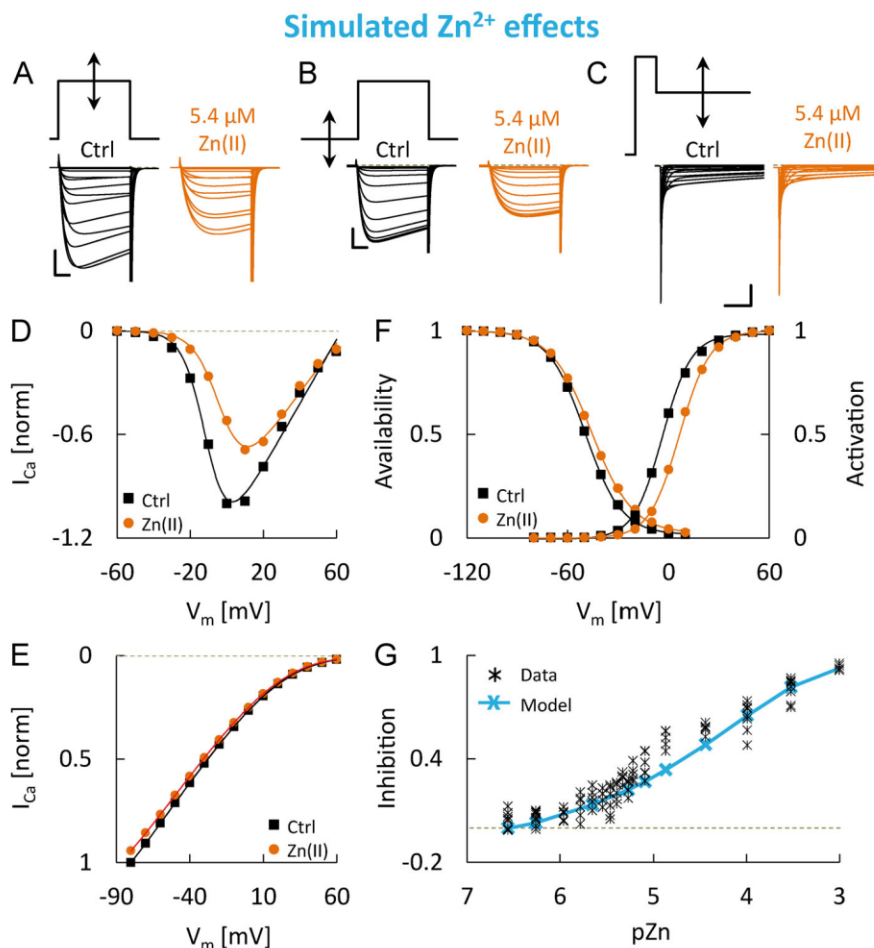 Simulated Zn²⁺ effects
A
B
C
5.4 µM
Zn(II)
Ctrl
5.4 µM
Zn(II)
Ctrl
5.4 µM
Zn(II)
Ctrl
D
0
-0.6
-1.2
I_Ca [norm]
Ctrl
Zn(II)
-60 -20 20 60
V_m [mV]
F
1
0.5
0
Availability
1
0.5
0
Activation
Ctrl
Zn(II)
-120 -60 0 60
V_m [mV]
E
0
0.5
1
I_Ca [norm]
Ctrl
Zn(II)
-90 -40 10 60
V_m [mV]
G
1
0.4
-0.2
Inhibition
Data
Model
7 6 5 4 3
pZn